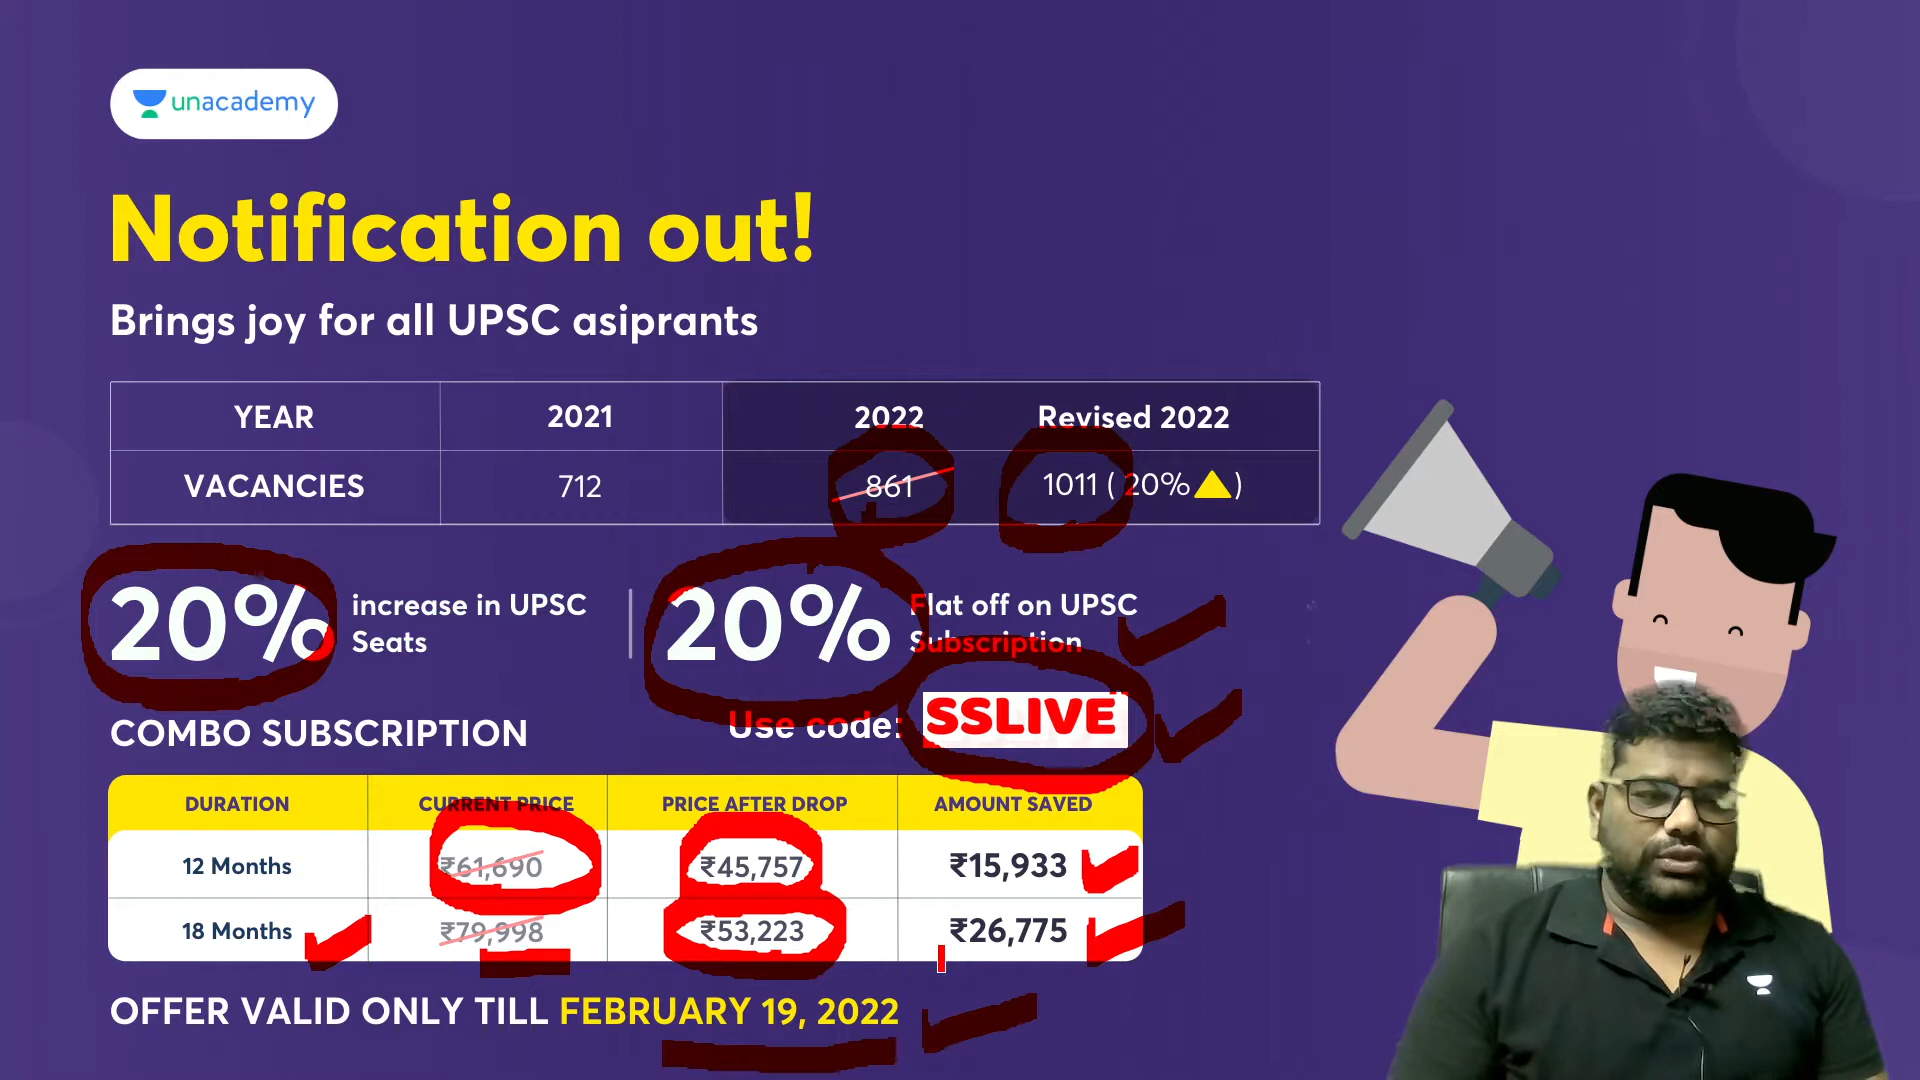 unacademy
Notification out!
Brings joy for all UPSC asiprants
YEAR 2021 2022 Revised 2022
VACANCIES 712 861 1011 ( 20% )
20% increase in UPSC Seats
20% Flat off on UPSC Subscription
COMBO SUBSCRIPTION
Use code: SSLIVE
DURATION CURRENT PRICE PRICE AFTER DROP AMOUNT SAVED
12 Months ₹61,690 ₹45,757 ₹15,933
18 Months ₹79,998 ₹53,223 ₹26,775
OFFER VALID ONLY TILL FEBRUARY 19, 2022